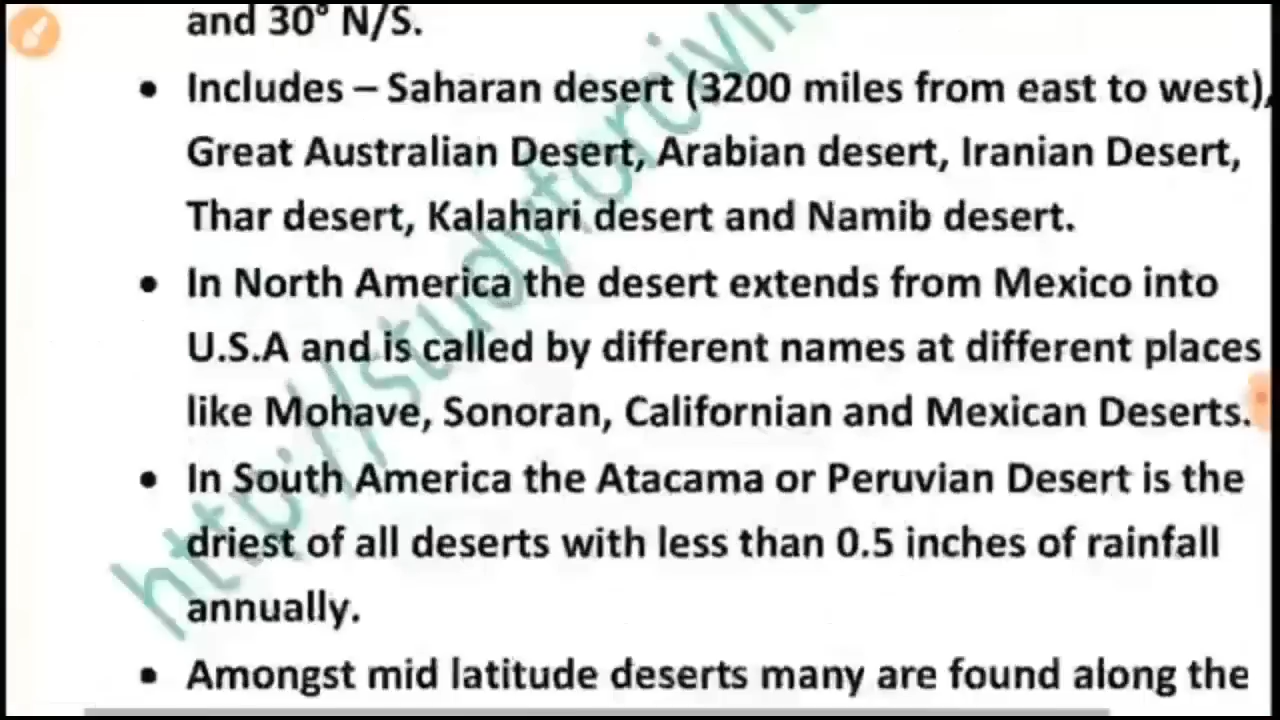 and 30° N/S.
• Includes – Saharan desert (3200 miles from east to west),
Great Australian Desert, Arabian desert, Iranian Desert,
Thar desert, Kalahari desert and Namib desert.
• In North America the desert extends from Mexico into
U.S.A and is called by different names at different places
like Mohave, Sonoran, Californian and Mexican Deserts.
• In South America the Atacama or Peruvian Desert is the
driest of all deserts with less than 0.5 inches of rainfall
annually.
• Amongst mid latitude deserts many are found along the